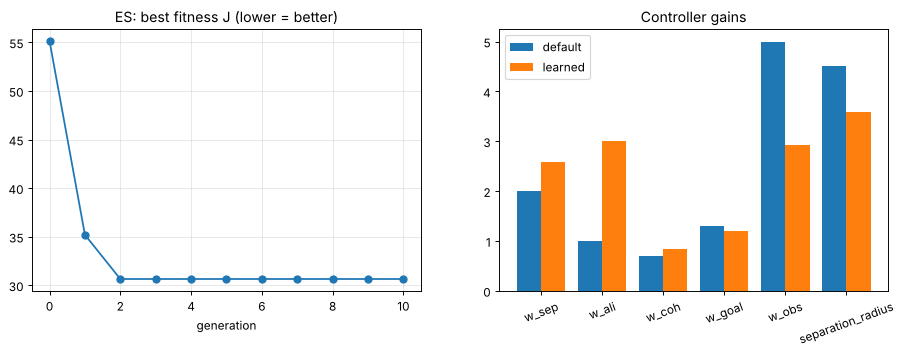 ES: best fitness J (lower = better)
55
50
45
40
35
30
0 2 4 6 8 10
generation
Controller gains
default
learned
5
4
3
2
1
0
w_sep w_ali w_coh w_goal w_obs separation_radius